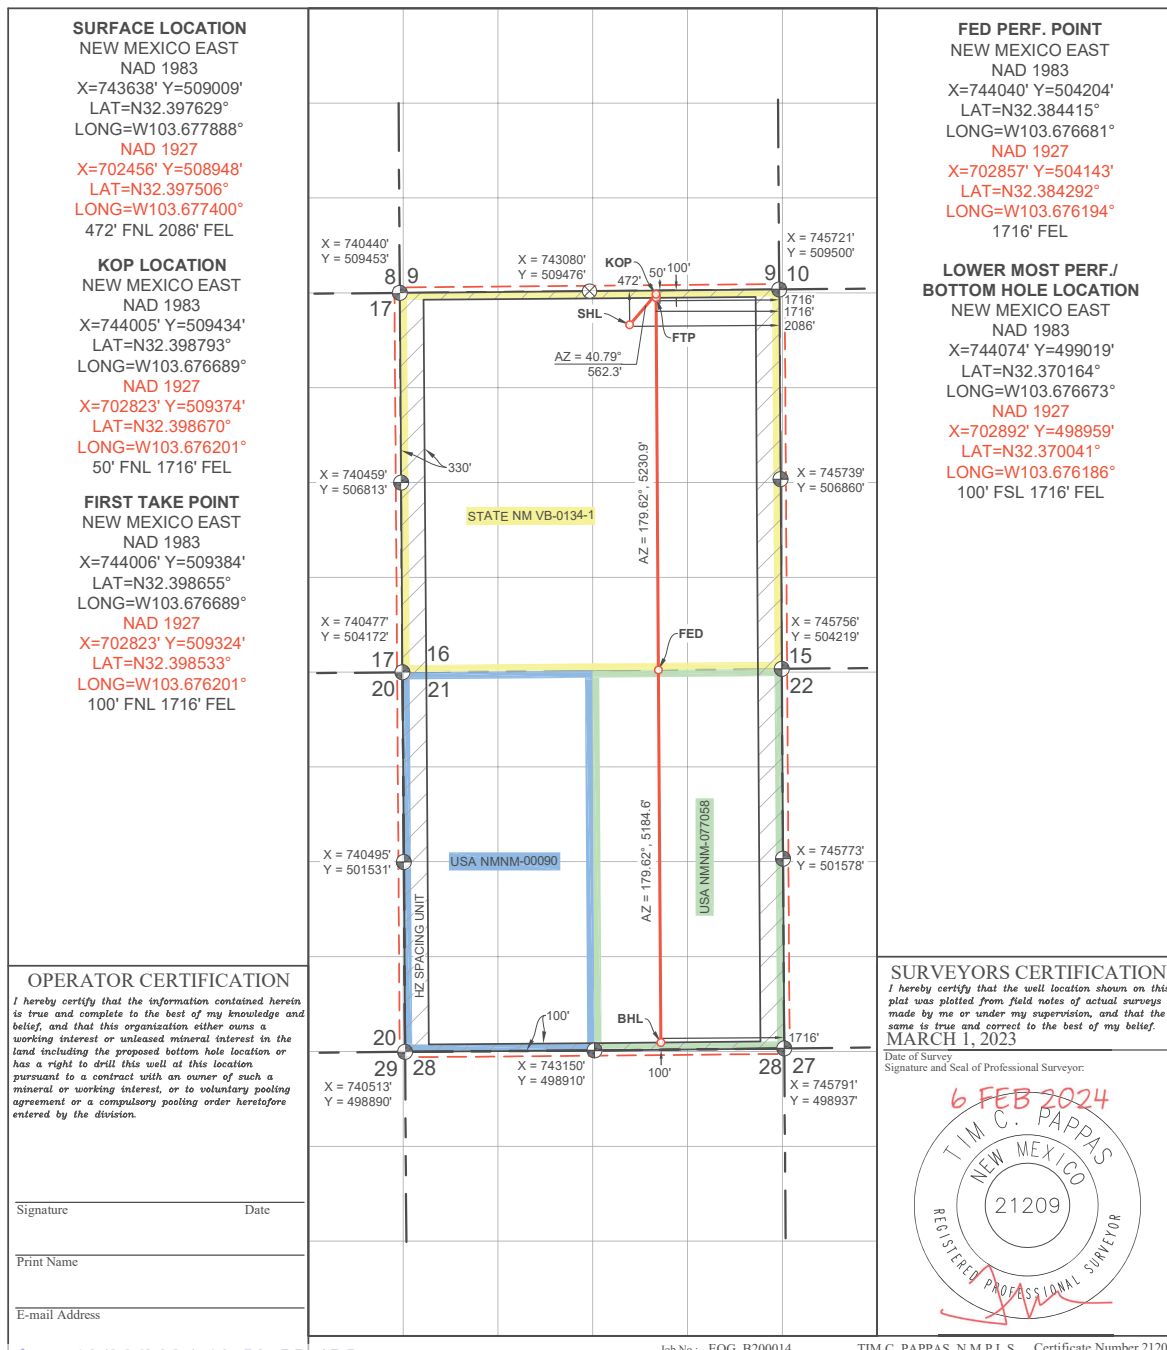 SURFACE LOCATION
NEW MEXICO EAST
NAD 1983
X=743638' Y=509009'
LAT=N32.397629°
LONG=W103.677888°
NAD 1927
X=702456' Y=508948'
LAT=N32.397506°
LONG=W103.677400°
472' FNL 2086' FEL
KOP LOCATION
NEW MEXICO EAST
NAD 1983
X=744005' Y=509434'
LAT=N32.398793°
LONG=W103.676689°
NAD 1927
X=702823' Y=509374'
LAT=N32.398670°
LONG=W103.676201°
50' FNL 1716' FEL
FIRST TAKE POINT
NEW MEXICO EAST
NAD 1983
X=744006' Y=509384'
LAT=N32.398655°
LONG=W103.676689°
NAD 1927
X=702823' Y=509324'
LAT=N32.398533°
LONG=W103.676201°
100' FNL 1716' FEL
OPERATOR CERTIFICATION
I hereby certify that the information contained herein
is true and complete to the best of my knowledge and
belief, and that this organization either owns a
working interest or unleased mineral interest in the
land including the proposed bottom hole location or
has a right to drill this well at this location
pursuant to a contract with an owner of such a
mineral or working interest, or to voluntary pooling
agreement or a compulsory pooling order heretofore
entered by the division.
Signature Date
Print Name
E-mail Address
X = 740440'
Y = 509453'
X = 743080'
Y = 509476'
KOP
50' 100'
472'
X = 745721'
Y = 509500'
8 9
17
9 10
1716'
1716'
2086'
SHL
FTP
AZ = 40.79°
562.3'
330'
X = 740459'
Y = 506813'
X = 745739'
Y = 506860'
STATE NM VB-0134-1
AZ = 179.62°, 5230.9'
X = 740477'
Y = 504172'
FED
X = 745756'
Y = 504219'
17 16
20 21
15
22
X = 740495'
Y = 501531'
USA NMNM-00090
AZ = 179.62°, 5184.6'
USA NMNM-077058
X = 745773'
Y = 501578'
HZ SPACING UNIT
100'
BHL
1716'
20
29 28
28 27
X = 740513'
Y = 498890'
X = 743150'
Y = 498910'
100'
X = 745791'
Y = 498937'
FED PERF. POINT
NEW MEXICO EAST
NAD 1983
X=744040' Y=504204'
LAT=N32.384415°
LONG=W103.676681°
NAD 1927
X=702857' Y=504143'
LAT=N32.384292°
LONG=W103.676194°
1716' FEL
LOWER MOST PERF./
BOTTOM HOLE LOCATION
NEW MEXICO EAST
NAD 1983
X=744074' Y=499019'
LAT=N32.370164°
LONG=W103.676673°
NAD 1927
X=702892' Y=498959'
LAT=N32.370041°
LONG=W103.676186°
100' FSL 1716' FEL
SURVEYORS CERTIFICATION
I hereby certify that the well location shown on this
plat was plotted from field notes of actual surveys
made by me or under my supervision, and that the
same is true and correct to the best of my belief.
MARCH 1, 2023
Date of Survey
Signature and Seal of Professional Surveyor:
6 FEB 2024
TIM C. PAPPAS
NEW MEXICO
21209
REGISTERED PROFESSIONAL SURVEYOR
Job No.: EOG_B200014
TIM C. PAPPAS, N.M.P.L.S.
Certificate Number 2120